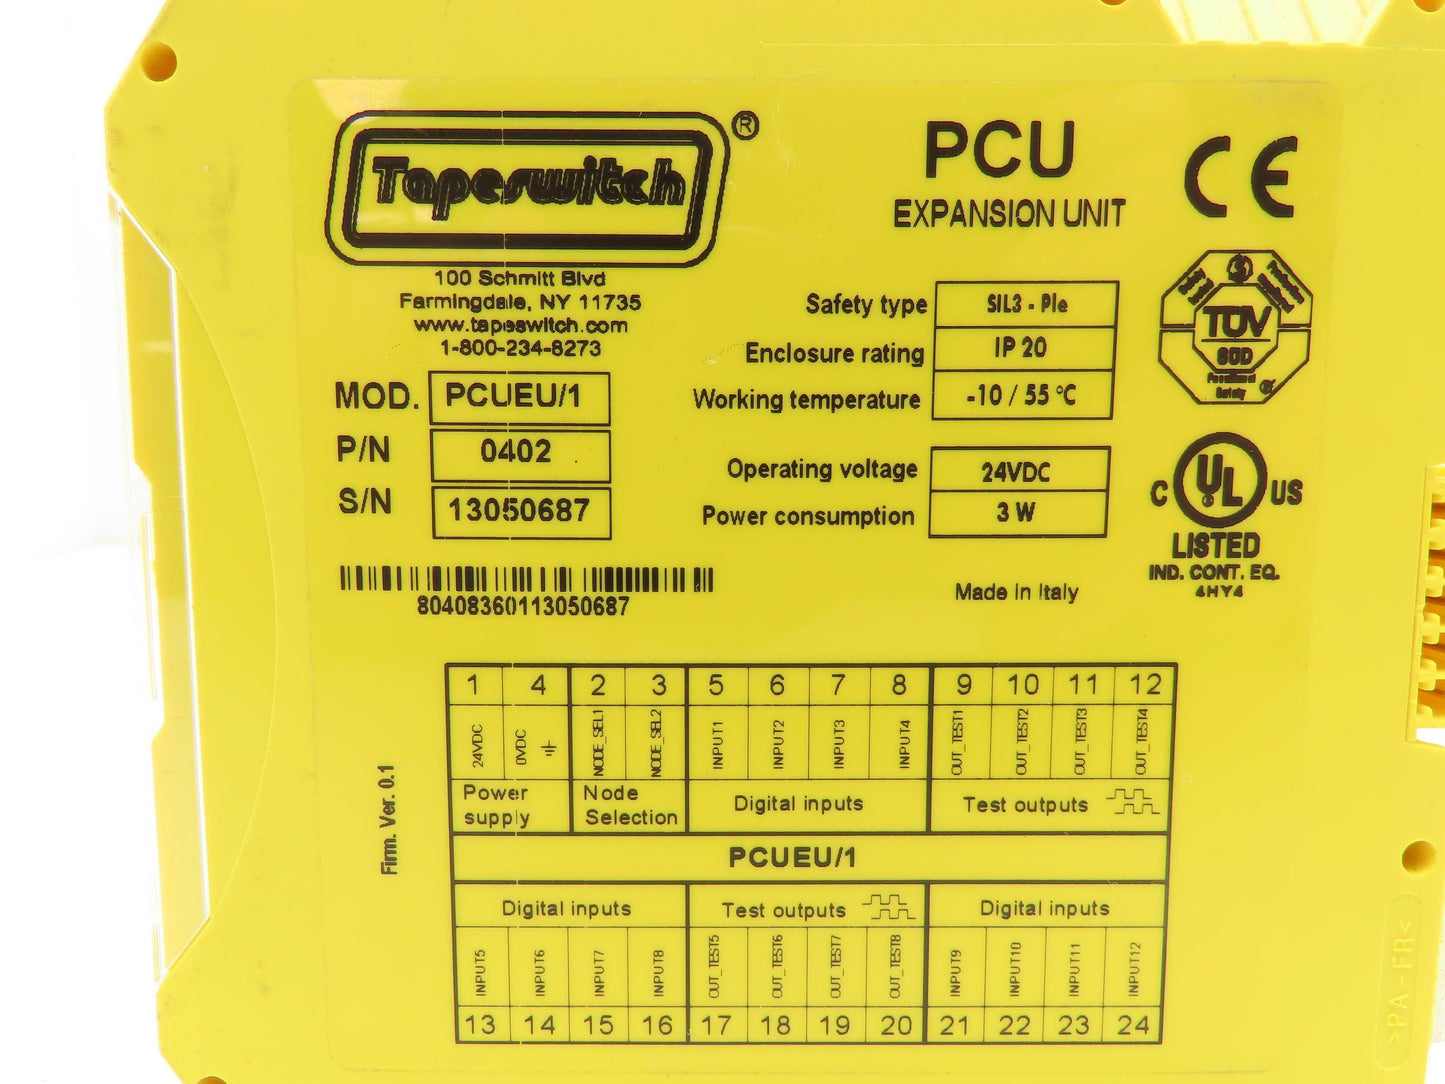 Tapeswitch ®
100 Schmitt Blvd
Farmingdale, NY 11735
www.tapeswitch.com
1-800-234-8273
MOD. PCUEU/1
P/N 0402
S/N 13050687
80408360113050687
PCU
EXPANSION UNIT
CE
Safety type SIL3 - Ple
Enclosure rating IP 20
Working temperature -10 / 55 °C
Operating voltage 24VDC
Power consumption 3 W
Made in Italy
TÜV
SÜD
Functional
Safety
C UL US
LISTED
IND. CONT. EQ.
4HY4
Firm. Ver. 0.1
1 4 2 3 5 6 7 8 9 10 11 12
24VDC 0VDC NODE_SEL1 NODE_SEL2 INPUT1 INPUT2 INPUT3 INPUT4 OUT_TEST1 OUT_TEST2 OUT_TEST3 OUT_TEST4
Power supply Node Selection Digital inputs Test outputs
PCUEU/1
Digital inputs Test outputs Digital inputs
INPUT5 INPUT6 INPUT7 INPUT8 OUT_TEST5 OUT_TEST6 OUT_TEST7 OUT_TEST8 INPUT9 INPUT10 INPUT11 INPUT12
13 14 15 16 17 18 19 20 21 22 23 24
>PA-FR<